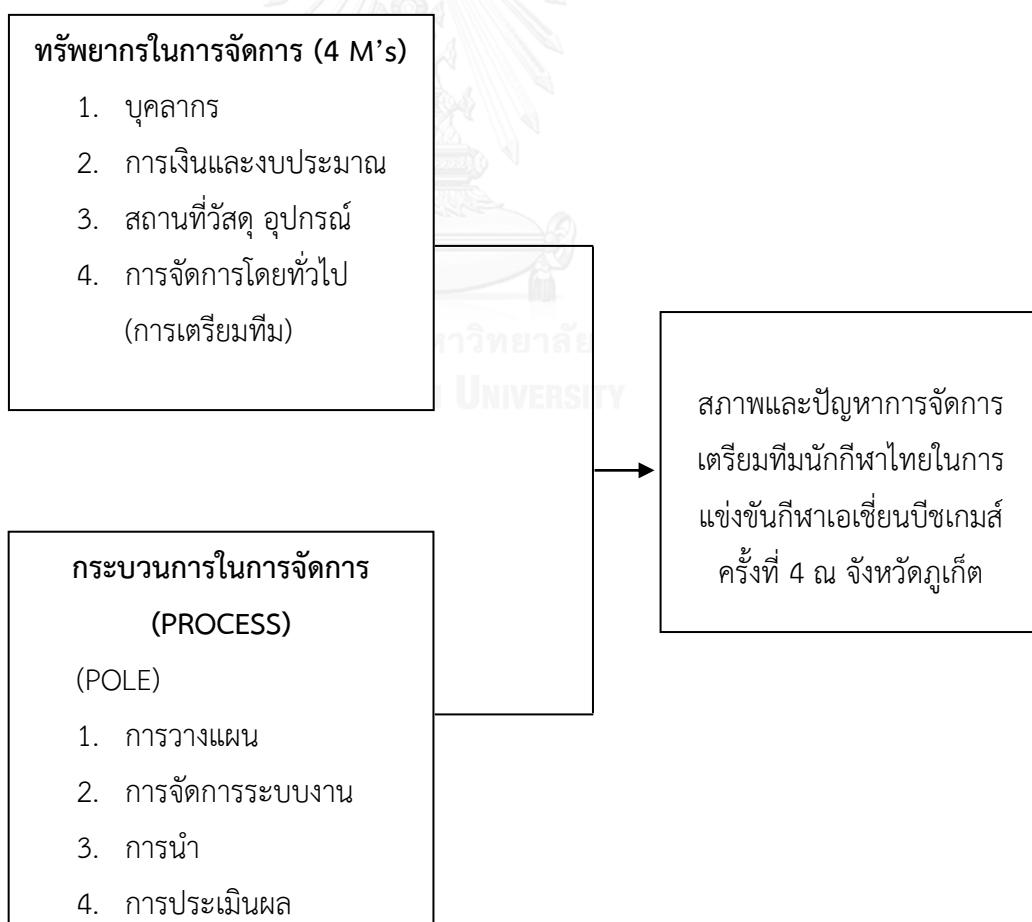 ทรัพยากรในการจัดการ (4 M’s)
1. บุคลากร
2. การเงินและงบประมาณ
3. สถานที่วัสดุ อุปกรณ์
4. การจัดการโดยทั่วไป
(การเตรียมทีม)
หาวิทยาลัย
UNIVERSITY
สภาพและปัญหาการจัดการ
เตรียมทีมนักกีฬาไทยในการ
แข่งขันกีฬาเอเชี่ยนบีชเกมส์
ครั้งที่ 4 ณ จังหวัดภูเก็ต
กระบวนการในการจัดการ
(PROCESS)
(POLE)
1. การวางแผน
2. การจัดการระบบงาน
3. การนำ
4. การประเมินผล